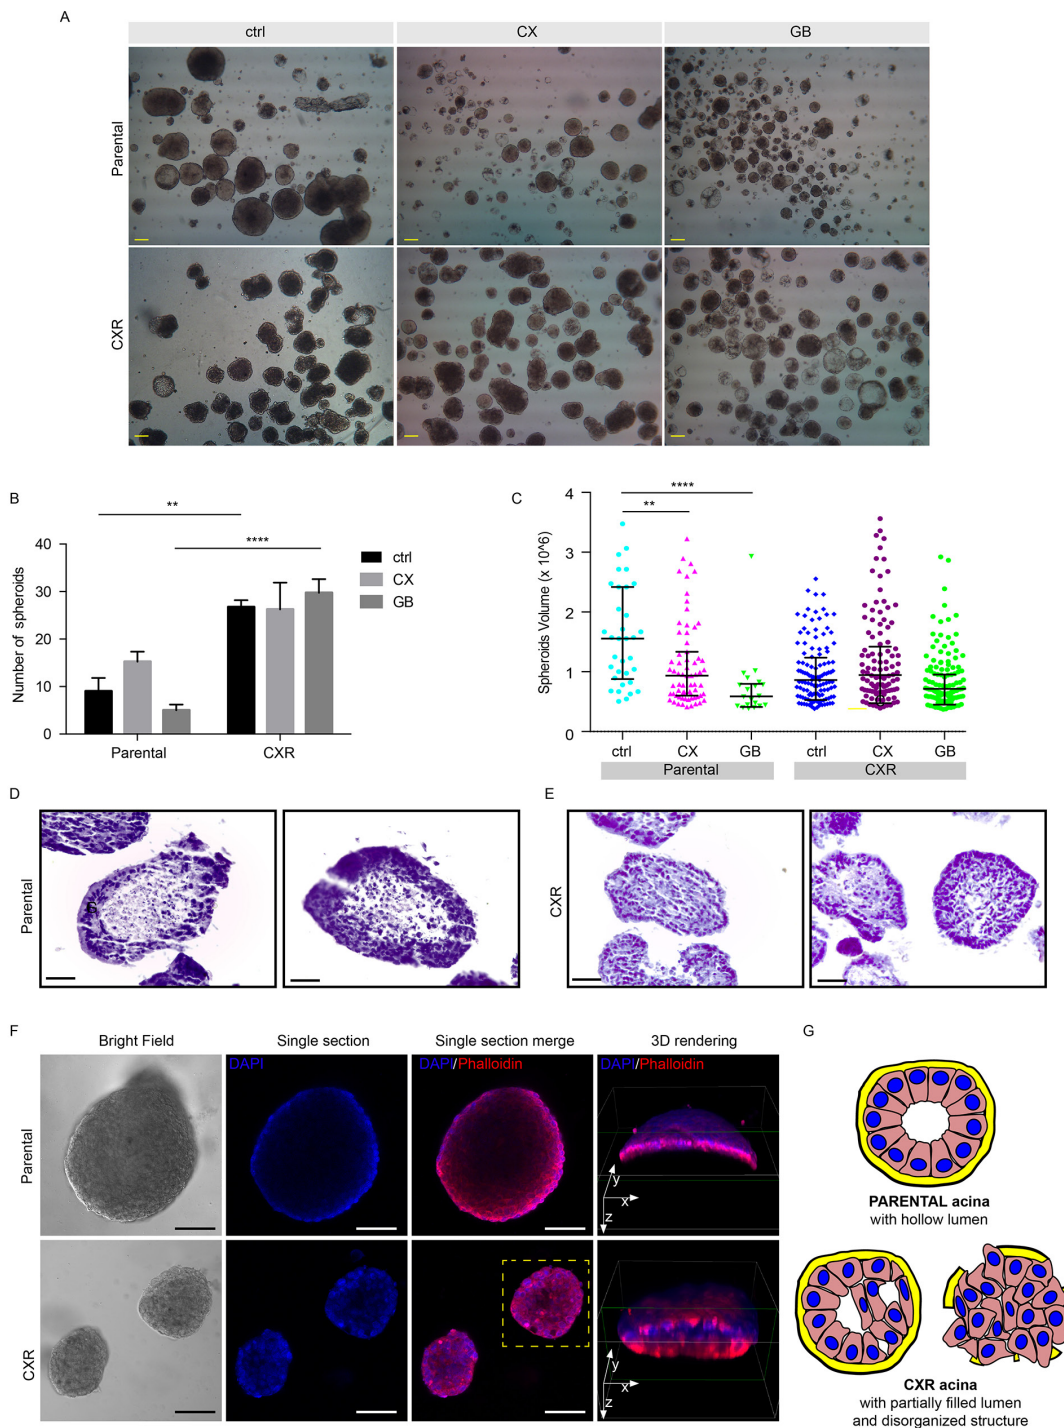 A
ctrl
CX
GB
Parental
CXR
B
**
****
Number of spheroids
40
30
20
10
0
ctrl
CX
GB
Parental
CXR
C
****
**
Spheroids Volume (x 10^6)
4
3
2
1
0
ctrl
CX
GB
ctrl
CX
GB
Parental
CXR
D
Parental
E
CXR
F
Bright Field
Single section
Single section merge
3D rendering
Parental
DAPI
DAPI/Phalloidin
DAPI/Phalloidin
y
x
z
CXR
y
x
z
G
PARENTAL acina
with hollow lumen
CXR acina
with partially filled lumen
and disorganized structure